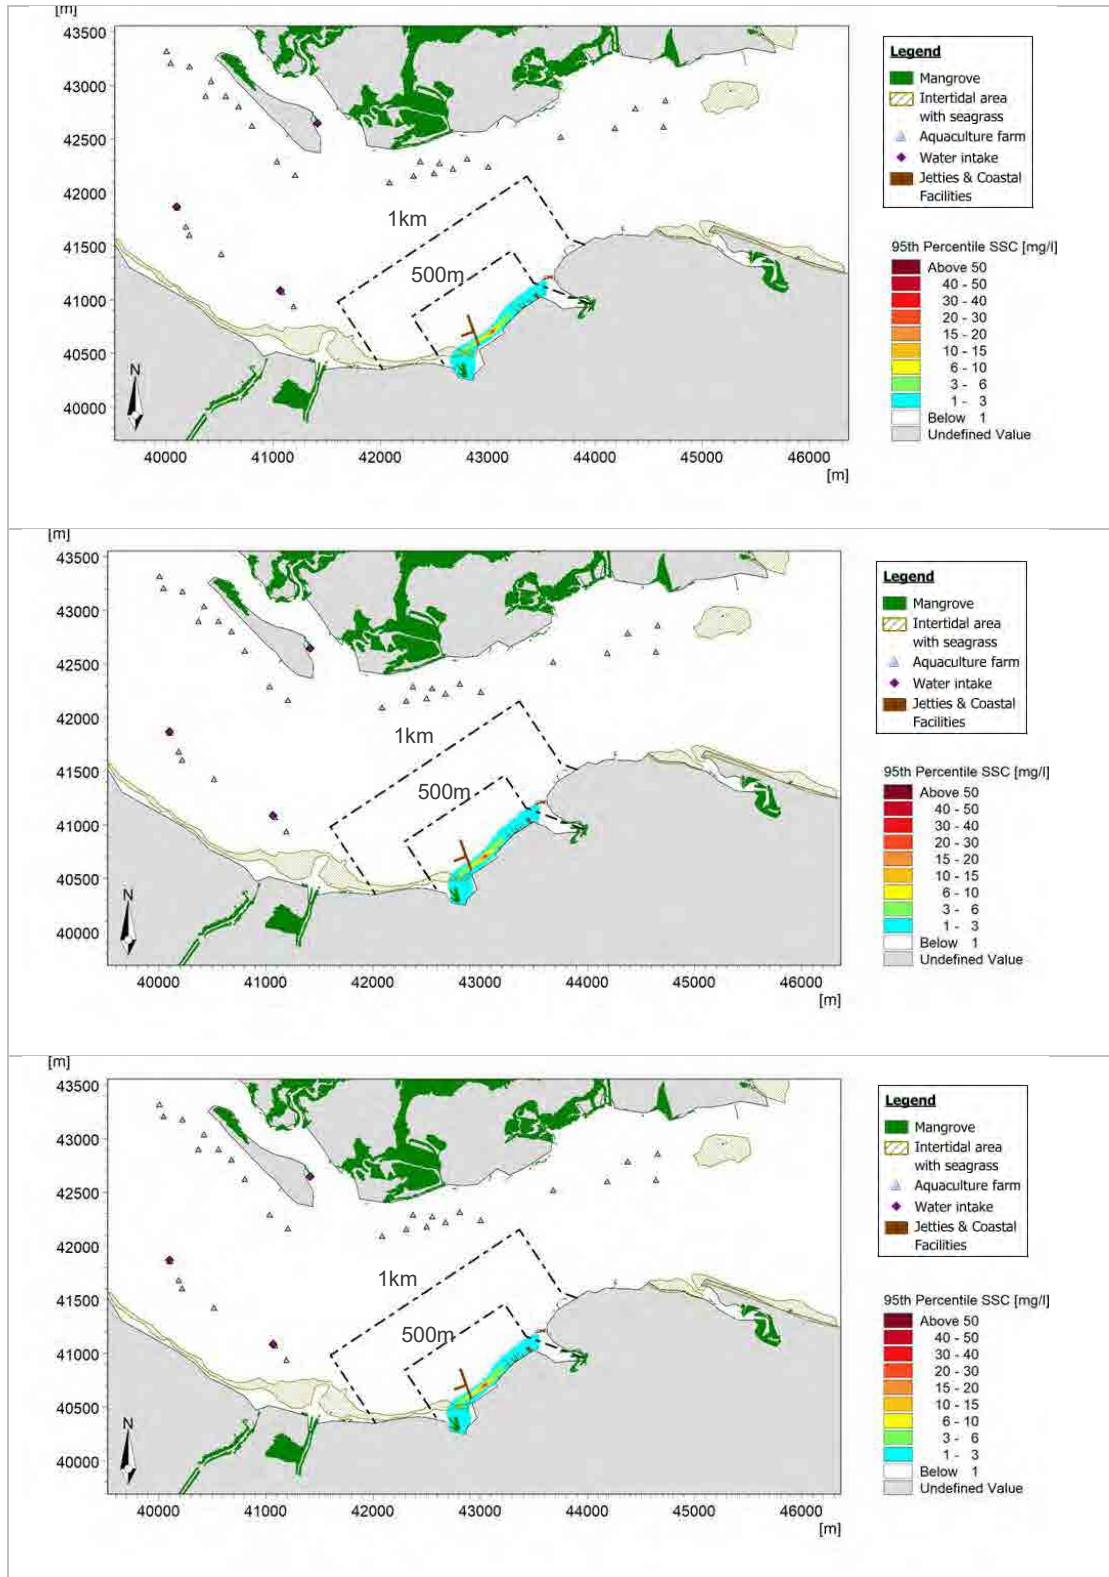 [m]
43500
43000
42500
42000
41500
41000
40500
40000
1km
500m
N
40000 41000 42000 43000 44000 45000 46000
[m]
Legend
Mangrove
Intertidal area
with seagrass
Aquaculture farm
Water intake
Jetties & Coastal
Facilities
95th Percentile SSC [mg/l]
Above 50
40 - 50
30 - 40
20 - 30
15 - 20
10 - 15
6 - 10
3 - 6
1 - 3
Below 1
Undefined Value
[m]
43500
43000
42500
42000
41500
41000
40500
40000
1km
500m
N
40000 41000 42000 43000 44000 45000 46000
[m]
Legend
Mangrove
Intertidal area
with seagrass
Aquaculture farm
Water intake
Jetties & Coastal
Facilities
95th Percentile SSC [mg/l]
Above 50
40 - 50
30 - 40
20 - 30
15 - 20
10 - 15
6 - 10
3 - 6
1 - 3
Below 1
Undefined Value
[m]
43500
43000
42500
42000
41500
41000
40500
40000
1km
500m
N
40000 41000 42000 43000 44000 45000 46000
[m]
Legend
Mangrove
Intertidal area
with seagrass
Aquaculture farm
Water intake
Jetties & Coastal
Facilities
95th Percentile SSC [mg/l]
Above 50
40 - 50
30 - 40
20 - 30
15 - 20
10 - 15
6 - 10
3 - 6
1 - 3
Below 1
Undefined Value